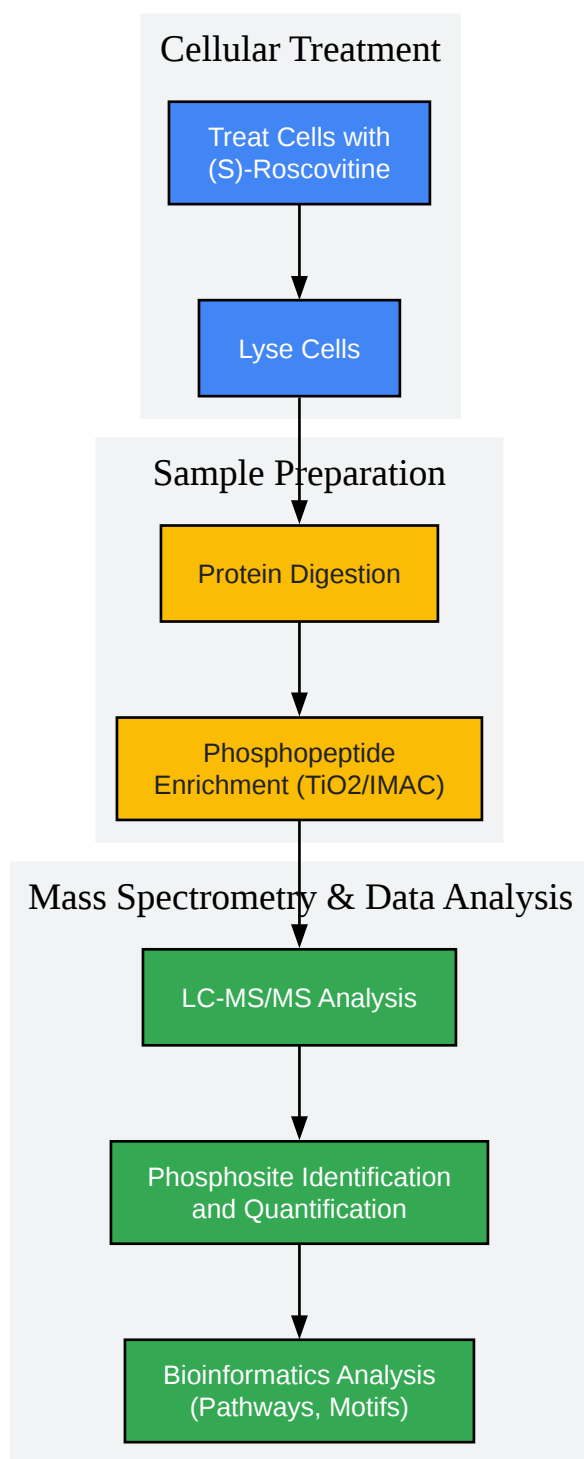 Cellular Treatment
Treat Cells with
(S)-Roscovitine
Lyse Cells
Sample Preparation
Protein Digestion
Phosphopeptide
Enrichment (TiO2/IMAC)
Mass Spectrometry & Data Analysis
LC-MS/MS Analysis
Phosphosite Identification
and Quantification
Bioinformatics Analysis
(Pathways, Motifs)